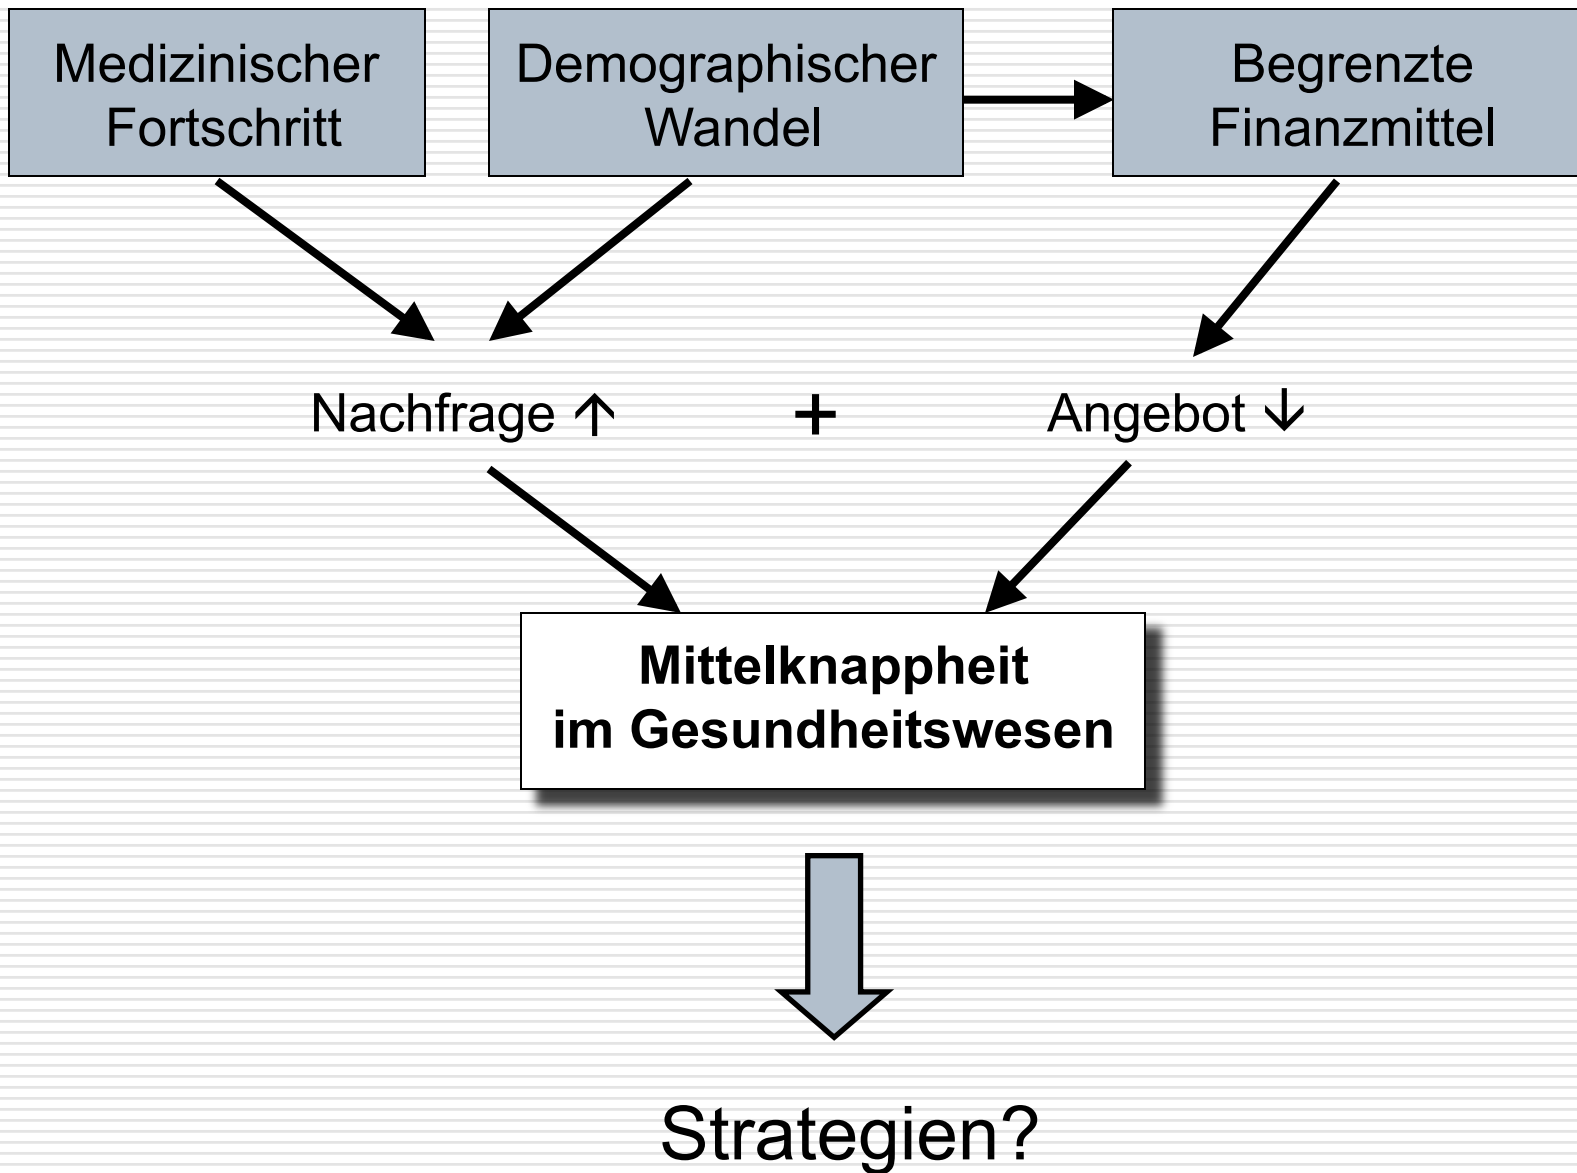 Medizinischer
Fortschritt
Demographischer
Wandel
Begrenzte
Finanzmittel
Nachfrage ↑ + Angebot ↓
Mittelknappheit
im Gesundheitswesen
Strategien?